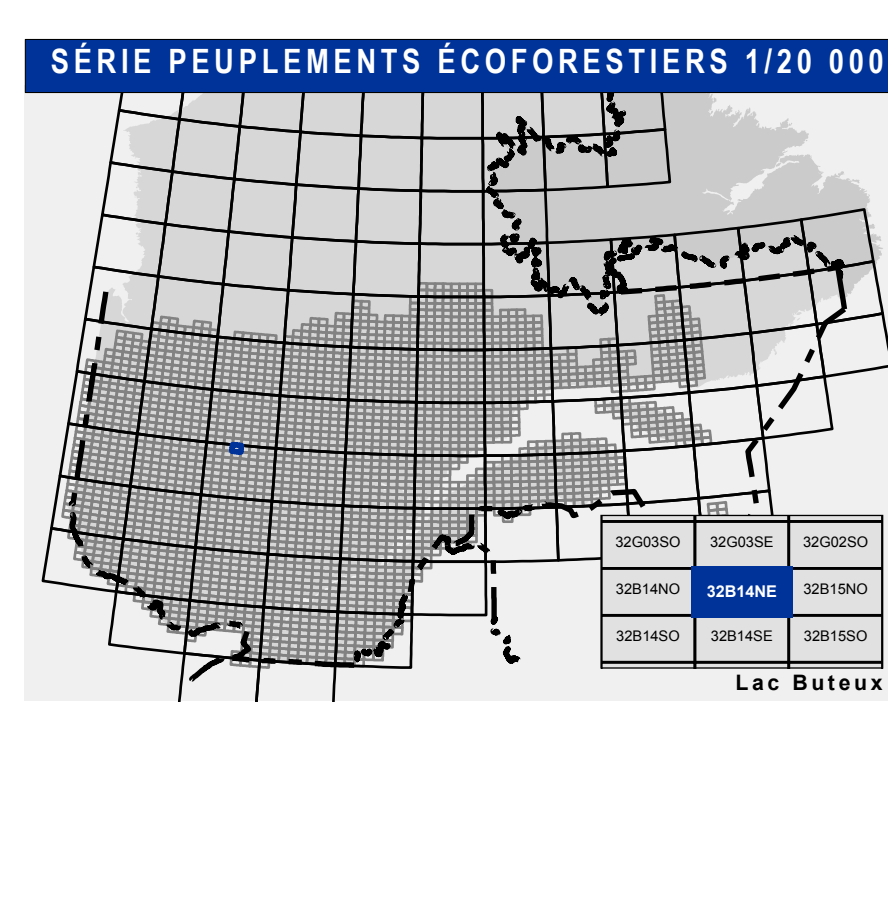 SÉRIE PEUPLEMENTS ÉCOFORESTIERS 1/20 000
32G03SO 32G03SE 32G02SO
32B14NO 32B14NE 32B15NO
32B14SO 32B14SE 32B15SO
Lac Buteux